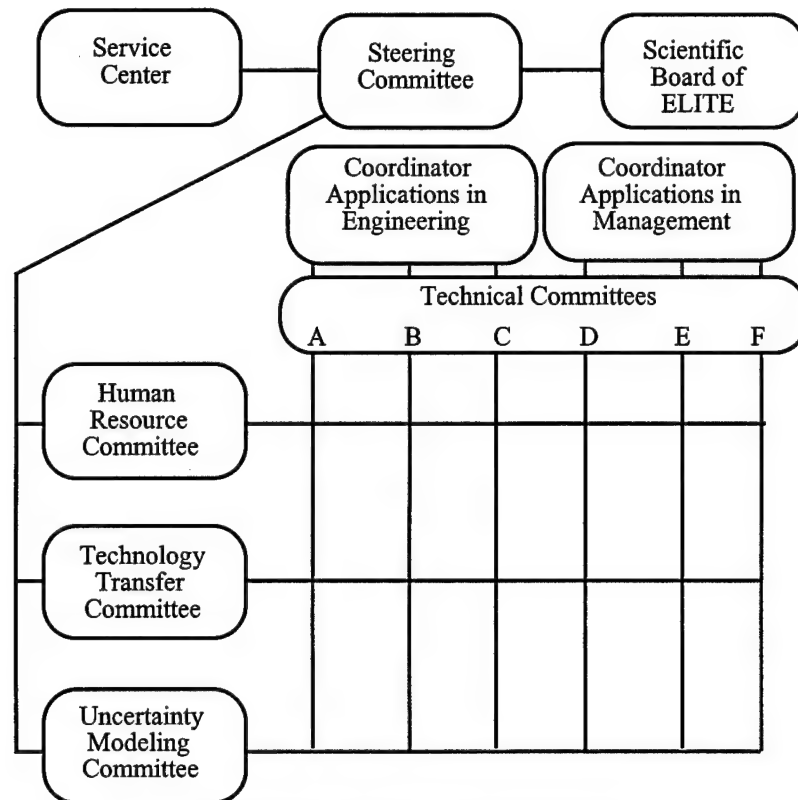 Service
Center
Steering
Committee
Scientific
Board of
ELITE
Coordinator
Applications in
Engineering
Coordinator
Applications in
Management
Technical Committees
A B C D E F
Human
Resource
Committee
Technology
Transfer
Committee
Uncertainty
Modeling
Committee